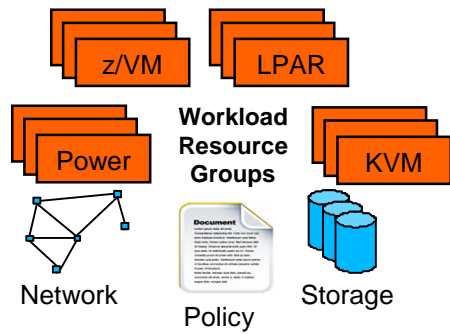 z/VM
LPAR
Workload
Resource
Groups
Power
KVM
Document
Network
Policy
Storage